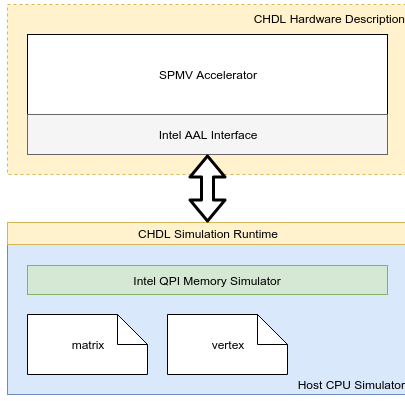 CHDL Hardware Description
SPMV Accelerator
Intel AAL Interface
CHDL Simulation Runtime
Intel QPI Memory Simulator
matrix
vertex
Host CPU Simulator